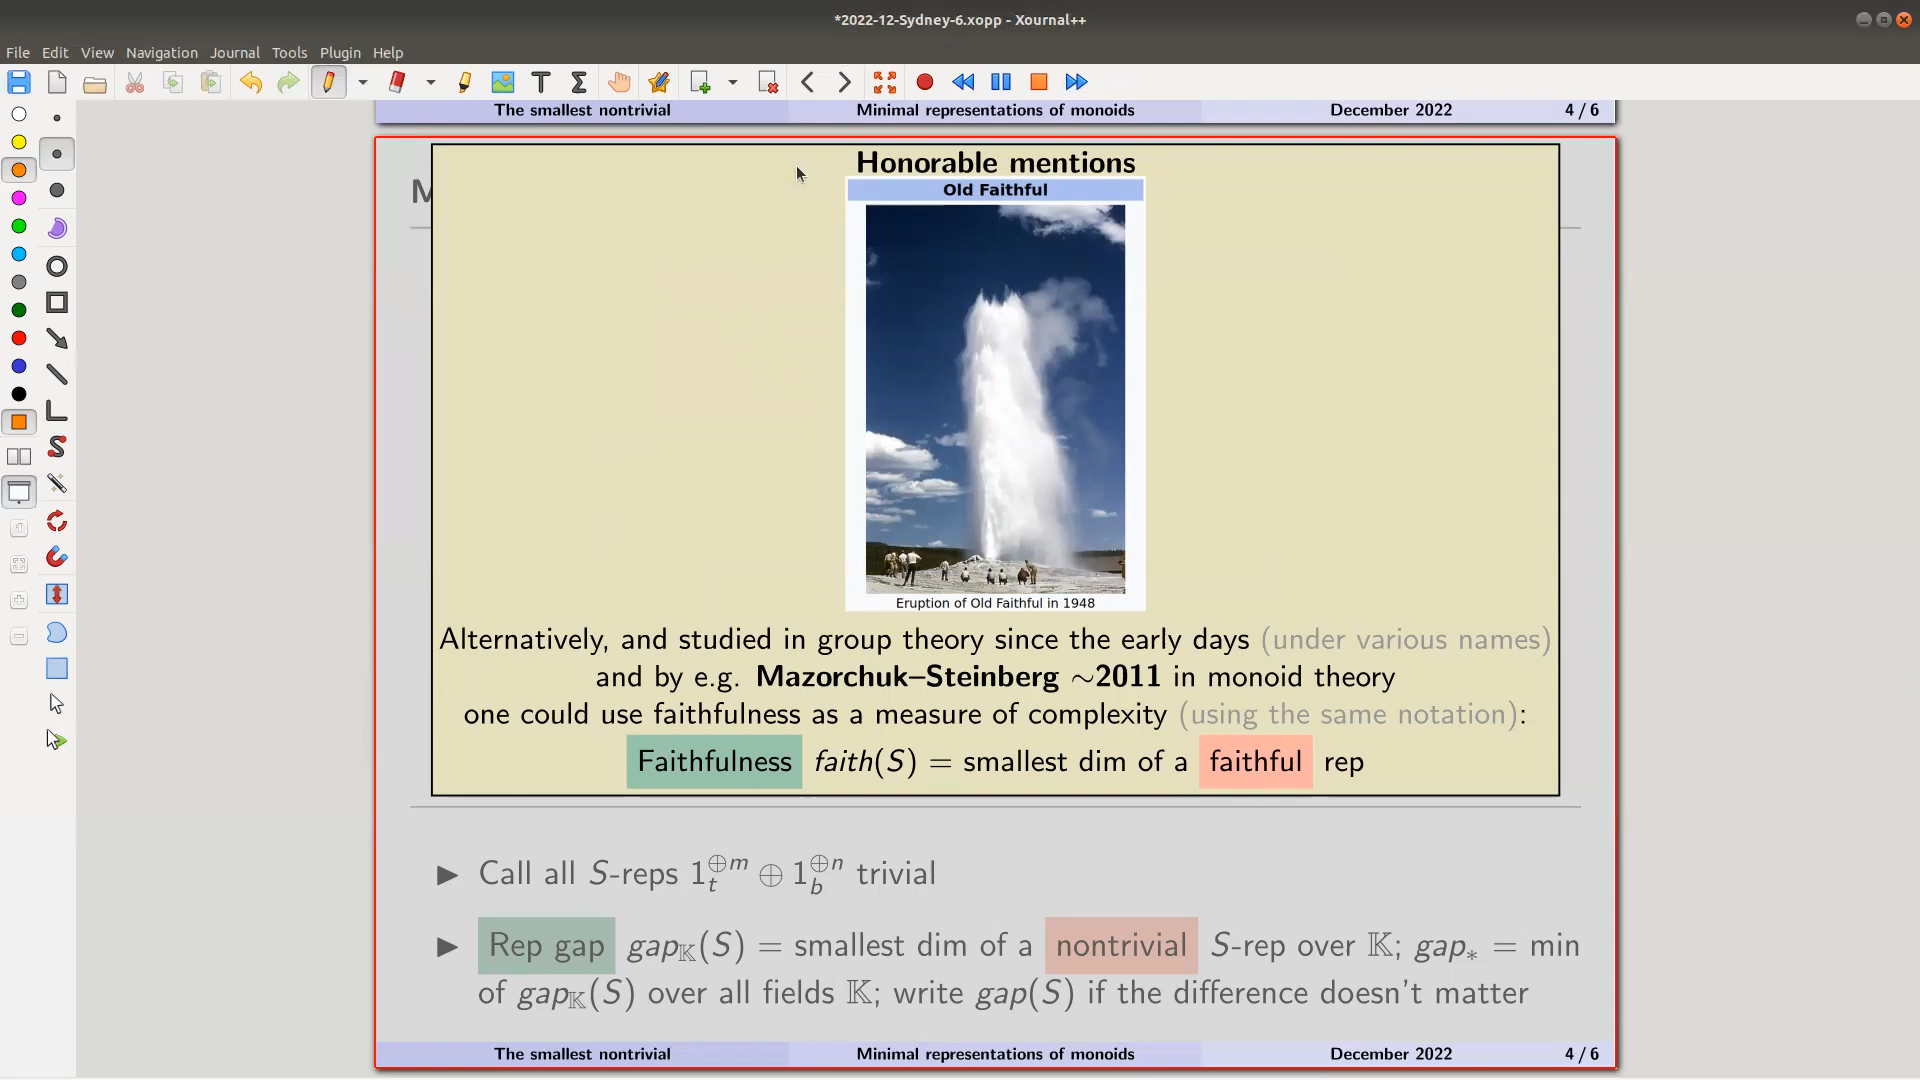 *2022-12-Sydney-6.xopp - Xournal++
File Edit View Navigation Journal Tools Plugin Help
The smallest nontrivial Minimal representations of monoids December 2022 4 / 6
M
Honorable mentions
Old Faithful
Eruption of Old Faithful in 1948
Alternatively, and studied in group theory since the early days (under various names)
and by e.g. Mazorchuk–Steinberg ∼2011 in monoid theory
one could use faithfulness as a measure of complexity (using the same notation):
Faithfulness faith(S) = smallest dim of a faithful rep
▶ Call all S-reps 1_t^{⊕m} ⊕ 1_b^{⊕n} trivial
▶ Rep gap gap_𝕂(S) = smallest dim of a nontrivial S-rep over 𝕂; gap_* = min
of gap_𝕂(S) over all fields 𝕂; write gap(S) if the difference doesn't matter
The smallest nontrivial Minimal representations of monoids December 2022 4 / 6